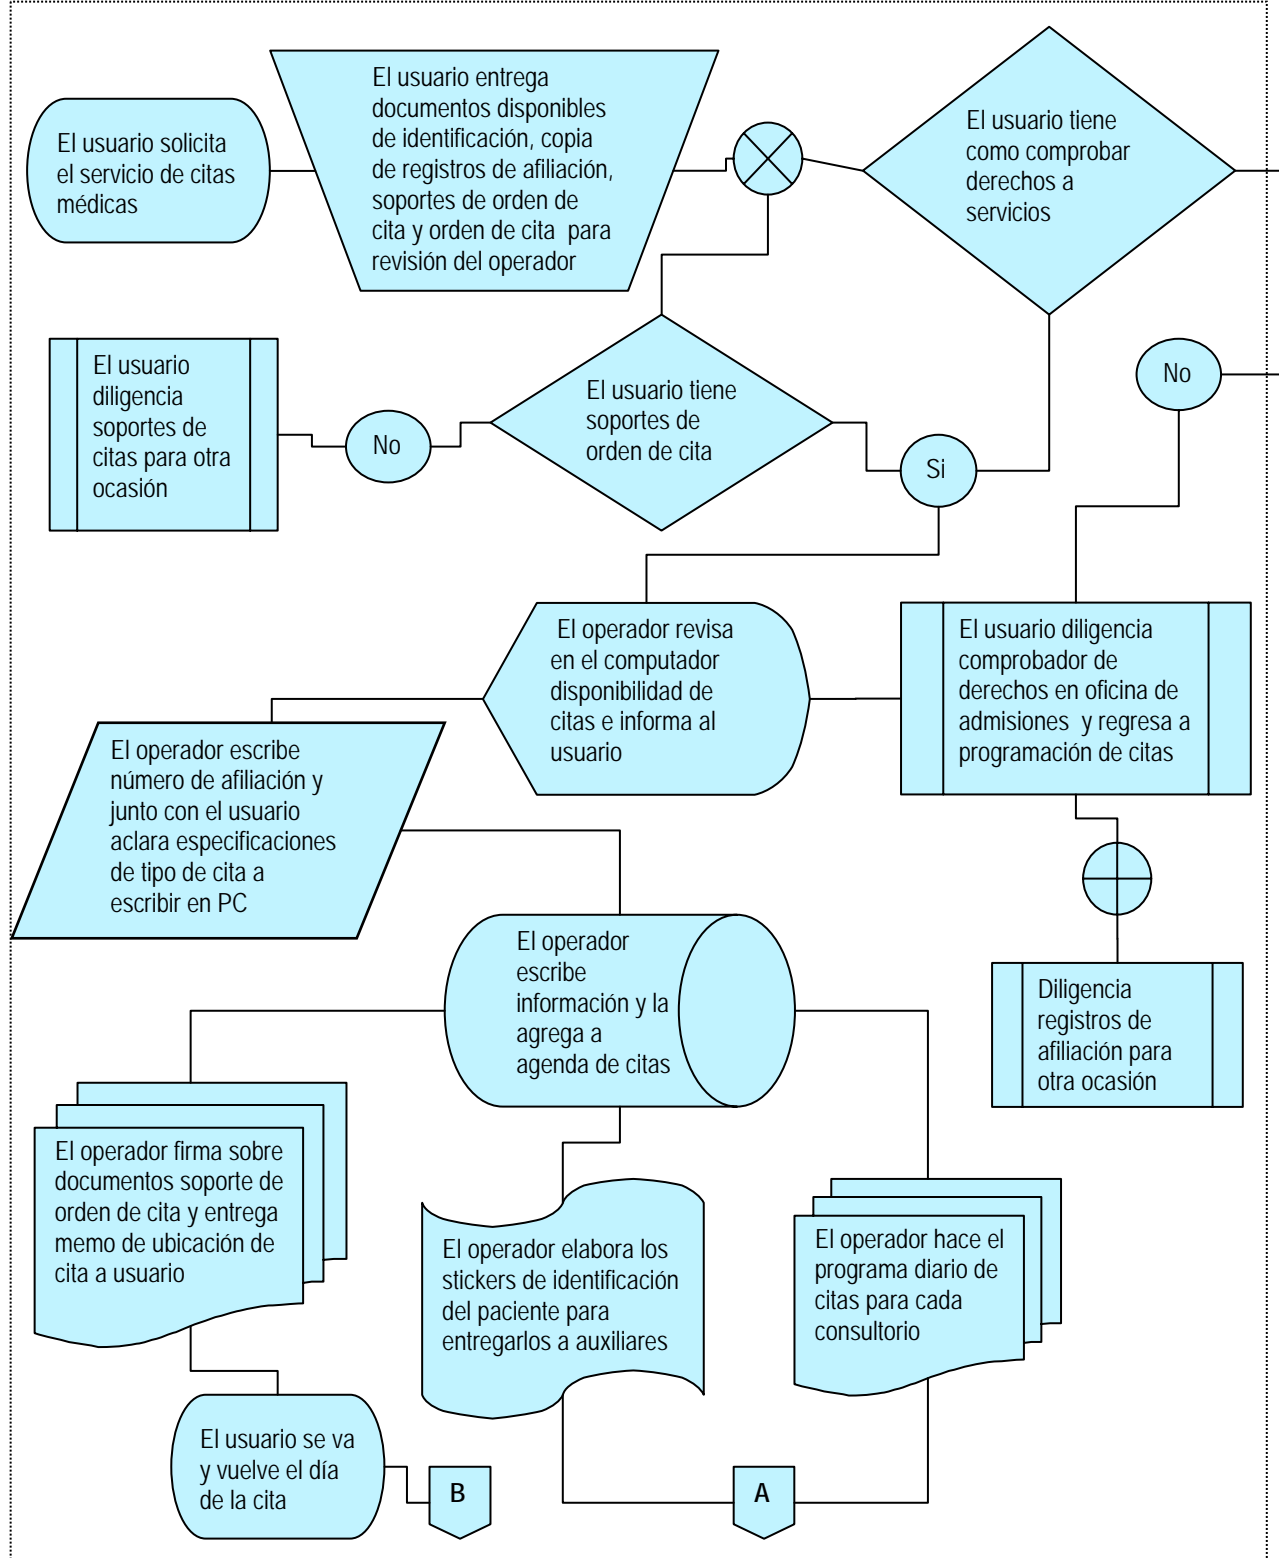 El usuario solicita
el servicio de citas
médicas
El usuario entrega
documentos disponibles
de identificación, copia
de registros de afiliación,
soportes de orden de
cita y orden de cita para
revisión del operador
El usuario tiene
como comprobar
derechos a
servicios
El usuario
diligencia
soportes de
citas para otra
ocasión
No
El usuario tiene
soportes de
orden de cita
Si
No
El operador revisa
en el computador
disponibilidad de
citas e informa al
usuario
El usuario diligencia
comprobador de
derechos en oficina de
admisiones y regresa a
programación de citas
El operador escribe
número de afiliación y
junto con el usuario
aclara especificaciones
de tipo de cita a
escribir en PC
El operador
escribe
información y la
agrega a
agenda de citas
Diligencia
registros de
afiliación para
otra ocasión
El operador firma sobre
documentos soporte de
orden de cita y entrega
memo de ubicación de
cita a usuario
El operador elabora los
stickers de identificación
del paciente para
entregarlos a auxiliares
El operador hace el
programa diario de
citas para cada
consultorio
El usuario se va
y vuelve el día
de la cita
B
A